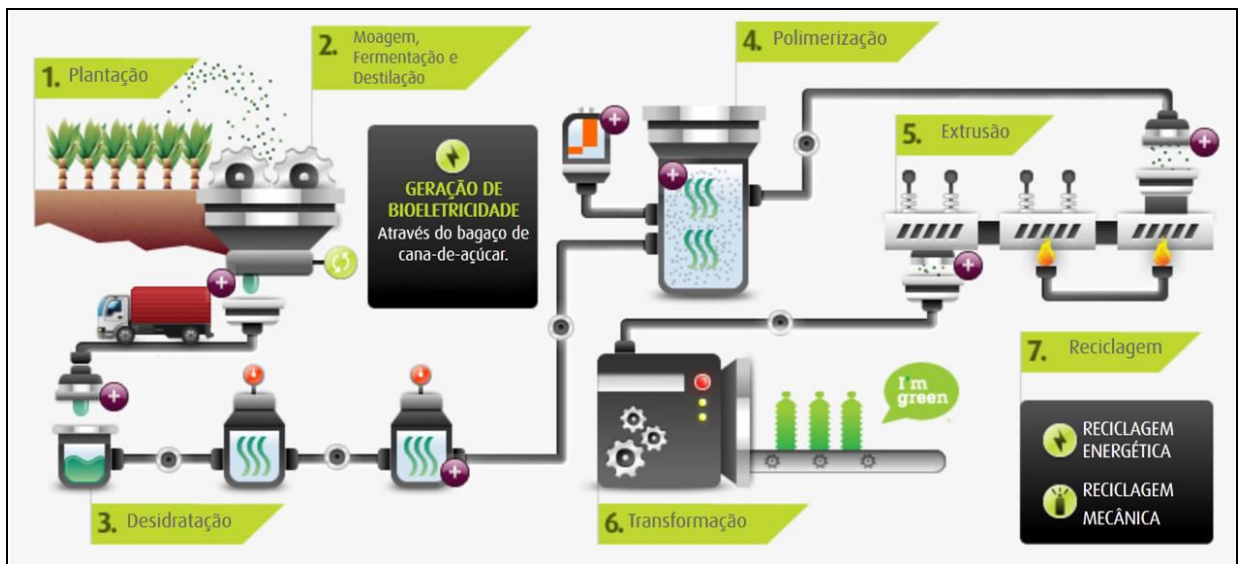 1. Plantação
2. Moagem,
Fermentação e
Destilação
GERAÇÃO DE
BIOELETRICIDADE
Através do bagaço de
cana-de-açúcar.
3. Desidratação
4. Polimerização
5. Extrusão
6. Transformação
I'm
green
7. Reciclagem
RECICLAGEM
ENERGÉTICA
RECICLAGEM
MECÂNICA